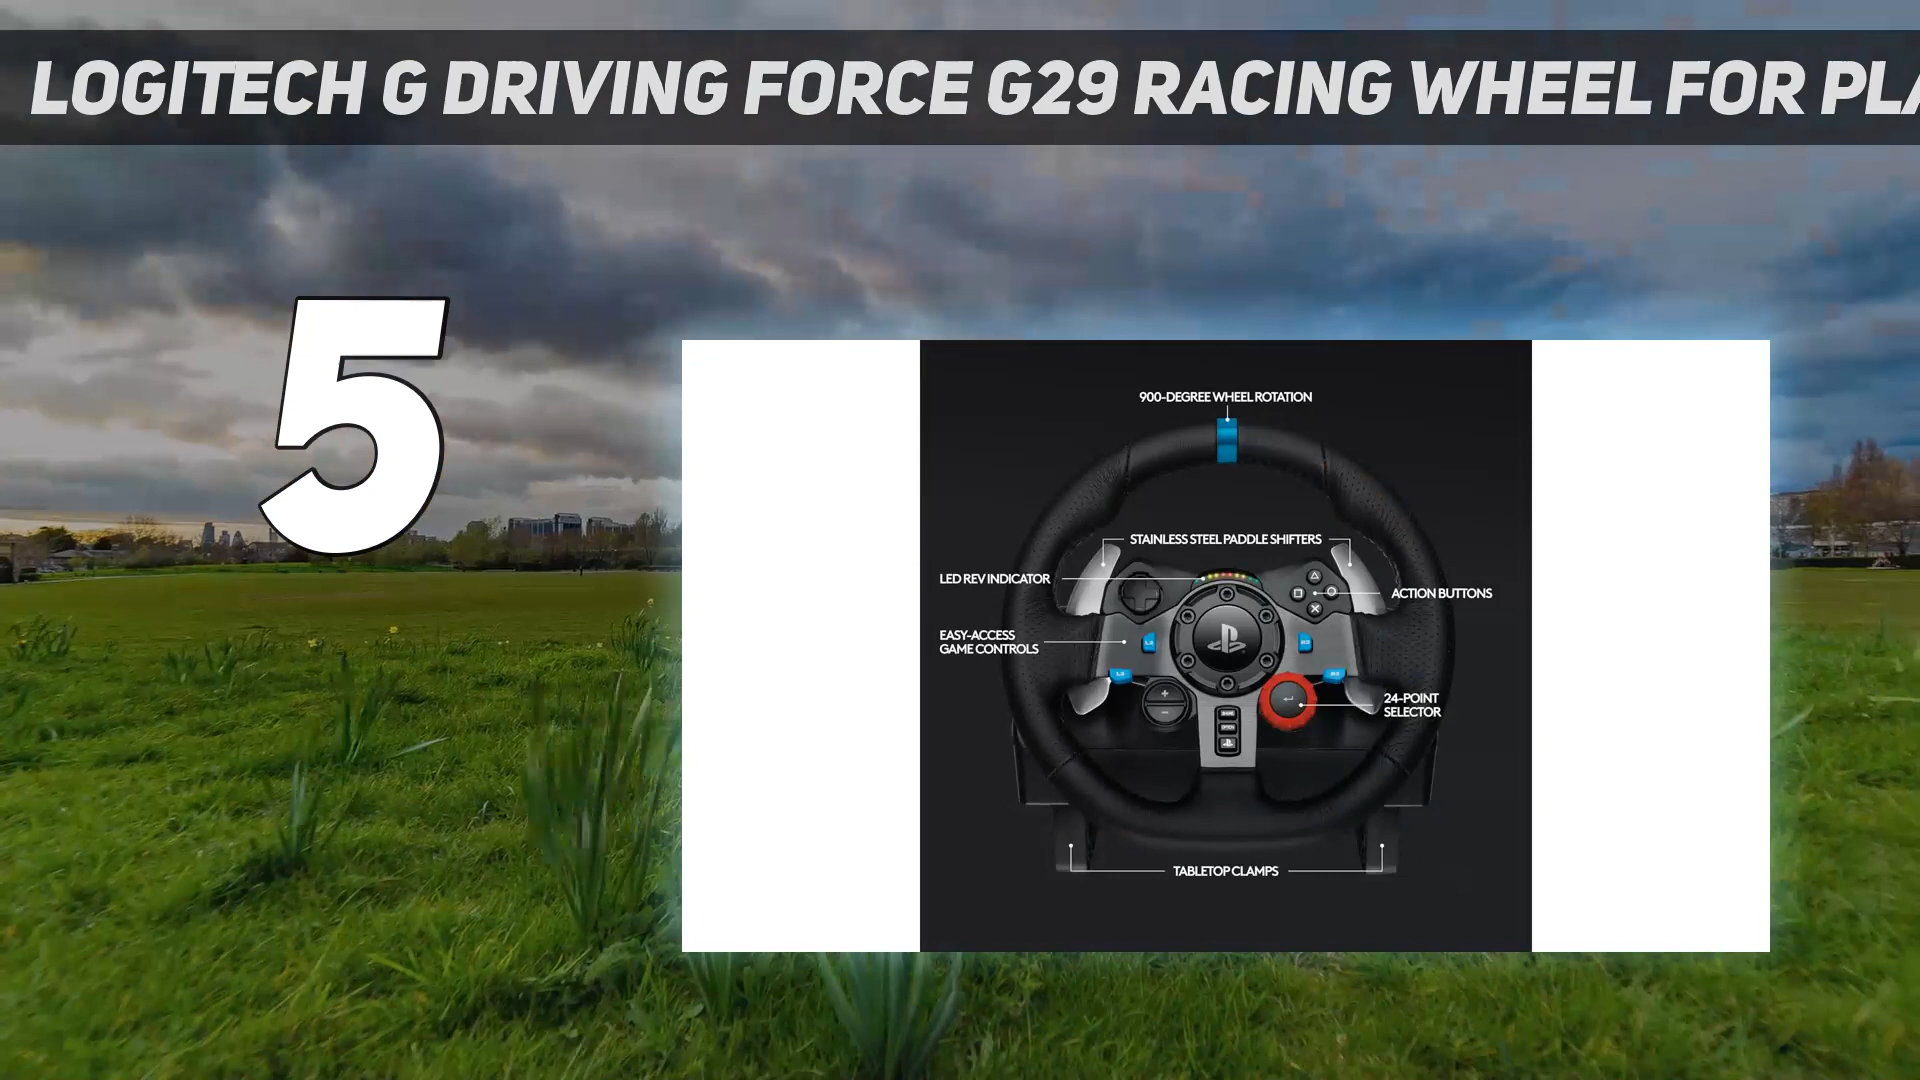 LOGITECH G DRIVING FORCE G29 RACING WHEEL FOR PLA
5
900-DEGREE WHEEL ROTATION
STAINLESS STEEL PADDLE SHIFTERS
LED REV INDICATOR
ACTION BUTTONS
EASY-ACCESS
GAME CONTROLS
24-POINT
SELECTOR
TABLETOP CLAMPS